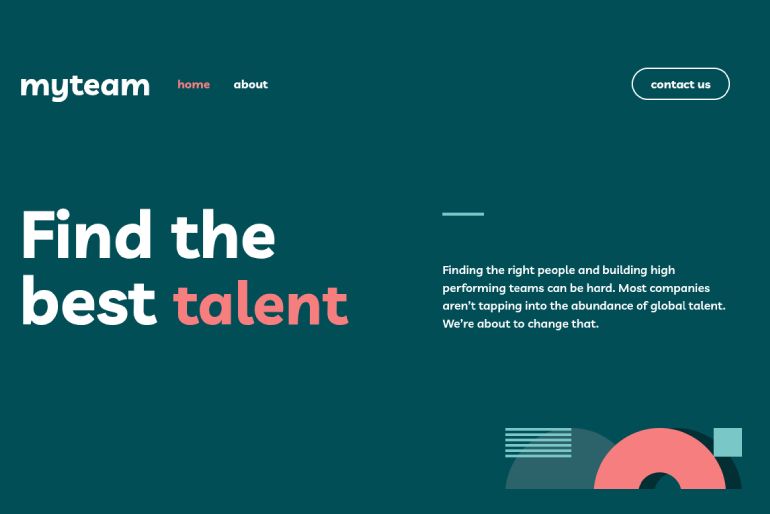 myteam
home
about
contact us
Find the
best talent
Finding the right people and building high
performing teams can be hard. Most companies
aren’t tapping into the abundance of global talent.
We’re about to change that.